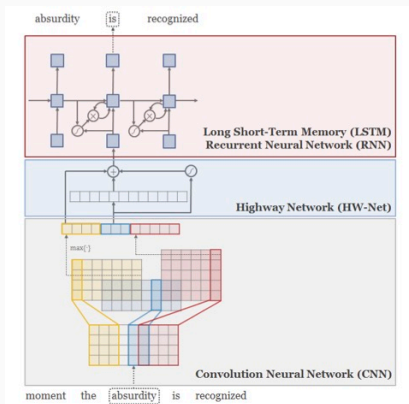 absurdity is recognized
Long Short-Term Memory (LSTM)
Recurrent Neural Network (RNN)
Highway Network (HW-Net)
max(·)
Convolution Neural Network (CNN)
moment the absurdity is recognized